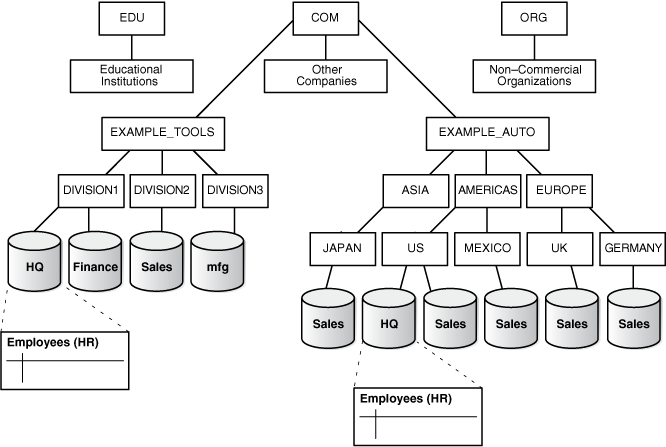 EDU
COM
ORG
Educational
Institutions
Other
Companies
Non–Commercial
Organizations
EXAMPLE_TOOLS
EXAMPLE_AUTO
DIVISION1
DIVISION2
DIVISION3
ASIA
AMERICAS
EUROPE
JAPAN
US
MEXICO
UK
GERMANY
HQ
Finance
Sales
mfg
Sales
HQ
Sales
Sales
Sales
Sales
Employees (HR)
Employees (HR)